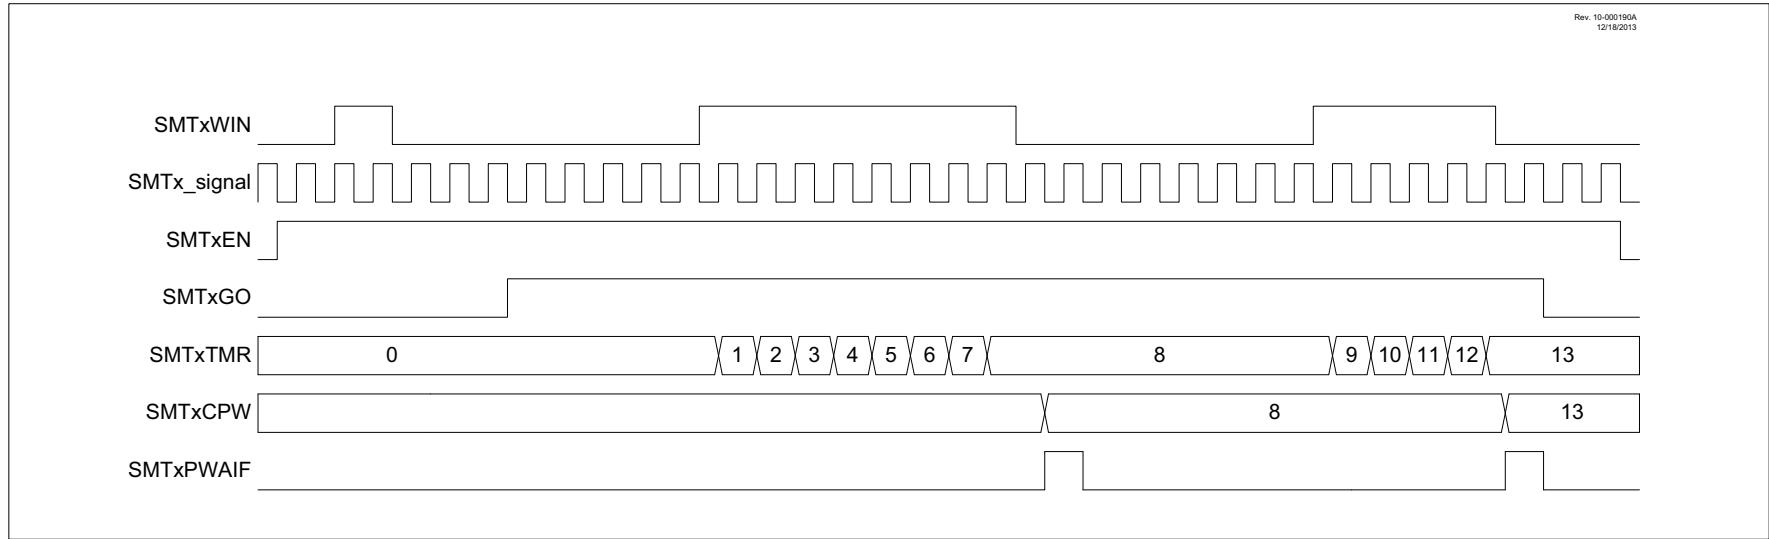 Rev. 10-000190A
12/18/2013
SMTxWIN
SMTx_signal
SMTxEN
SMTxGO
SMTxTMR 0 1 2 3 4 5 6 7 8 9 10 11 12 13
SMTxCPW 8 13
SMTxPWAIF